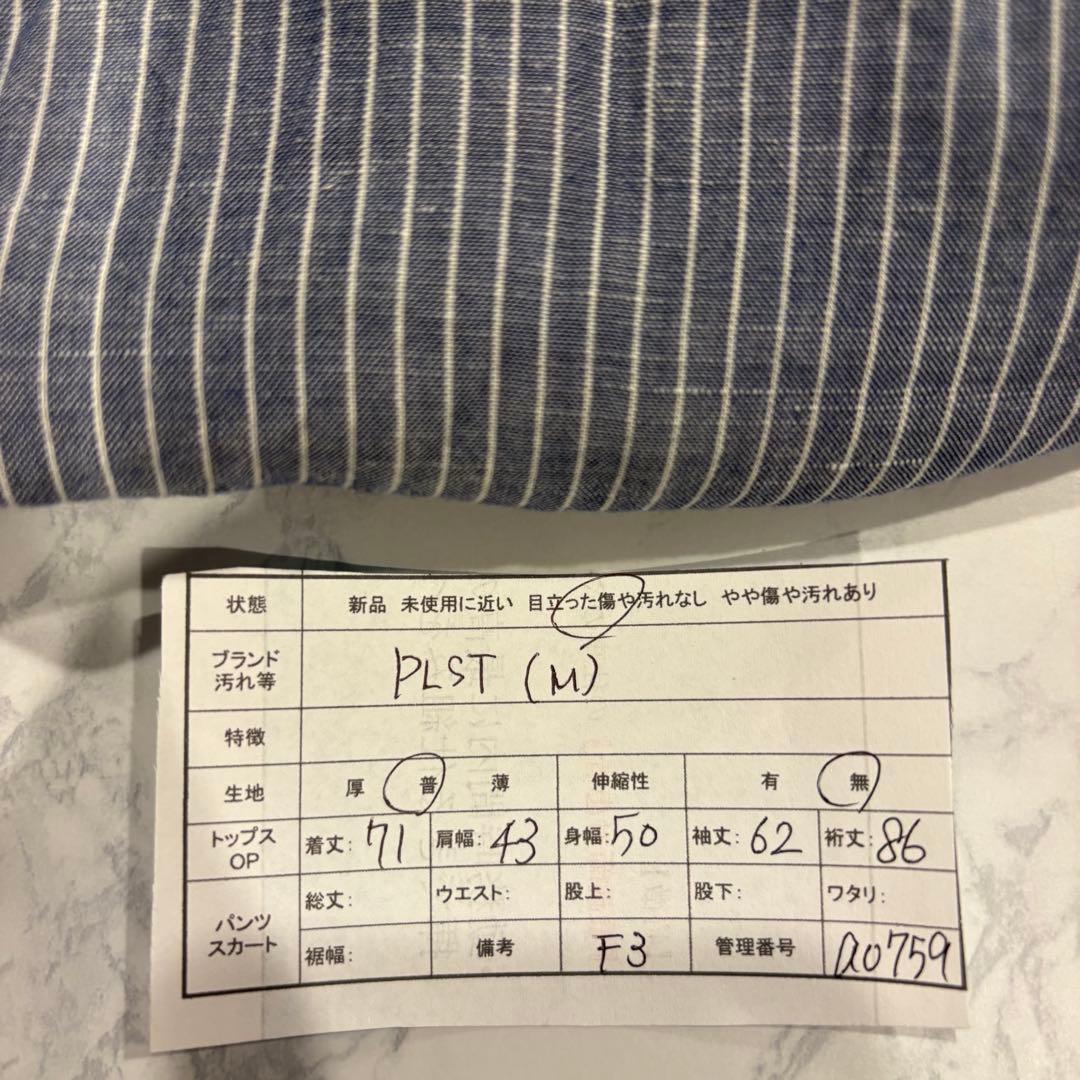 状態 新品 未使用に近い 目立った傷や汚れなし やや傷や汚れあり
ブランド
汚れ等 PLST (M)
特徴
生地 厚 普 薄 伸縮性 有 無
トップス
OP 着丈: 71 肩幅: 43 身幅: 50 袖丈: 62 裄丈: 86
パンツ
スカート 総丈: ウエスト: 股上: 股下: ワタリ:
裾幅: 備考 F3 管理番号 a0759